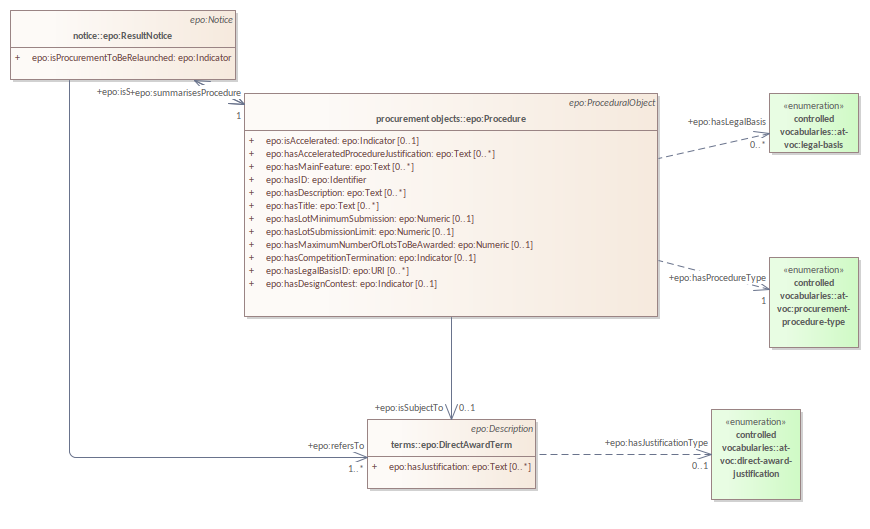 epo:Notice
notice::epo:ResultNotice
+ epo:isProcurementToBeRelaunched: epo:Indicator
+epo:isS
+epo:summarisesProcedure
1
epo:ProceduralObject
procurement objects::epo:Procedure
+ epo:isAccelerated: epo:Indicator [0..1]
+ epo:hasAcceleratedProcedureJustification: epo:Text [0..*]
+ epo:hasMainFeature: epo:Text [0..*]
+ epo:hasID: epo:Identifier
+ epo:hasDescription: epo:Text [0..*]
+ epo:hasTitle: epo:Text [0..*]
+ epo:hasLotMinimumSubmission: epo:Numeric [0..1]
+ epo:hasLotSubmissionLimit: epo:Numeric [0..1]
+ epo:hasMaximumNumberOfLotsToBeAwarded: epo:Numeric [0..1]
+ epo:hasCompetitionTermination: epo:Indicator [0..1]
+ epo:hasLegalBasisID: epo:URI [0..*]
+ epo:hasDesignContest: epo:Indicator [0..1]
+epo:hasLegalBasis
0..*
«enumeration»
controlled
vocabularies::at-
voc:legal-basis
+epo:hasProcedureType
1
«enumeration»
controlled
vocabularies::at-
voc:procurement-
procedure-type
+epo:isSubjectTo
0..1
+epo:refersTo
1..*
epo:Description
terms::epo:DirectAwardTerm
+ epo:hasJustification: epo:Text [0..*]
+epo:hasJustificationType
0..1
«enumeration»
controlled
vocabularies::at-
voc:direct-award-
justification